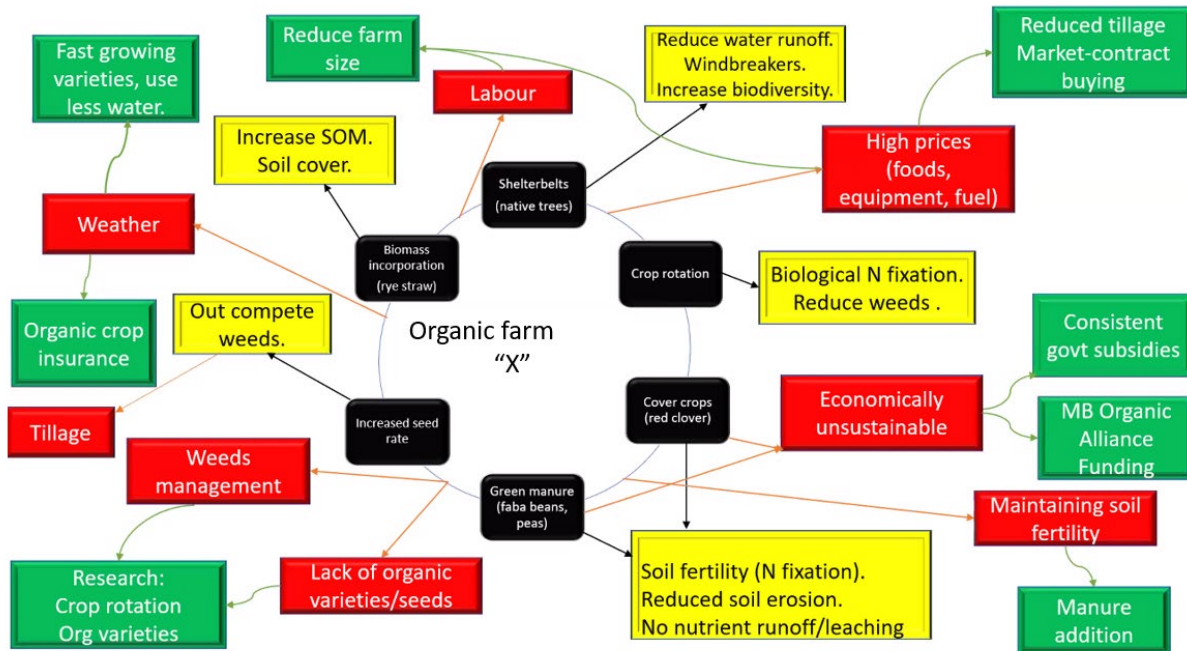 Fast growing
varieties, use
less water.
Reduce farm
size
Reduce water runoff.
Windbreakers.
Increase biodiversity.
Reduced tillage
Market-contract
buying
Labour
Increase SOM.
Soil cover.
High prices
(foods,
equipment, fuel)
Shelterbelts
(native trees)
Weather
Biomass
incorporation
(rye straw)
Crop rotation
Biological N fixation.
Reduce weeds .
Out compete
weeds.
Organic farm
“X”
Organic crop
insurance
Consistent
govt subsidies
Tillage
Increased seed
rate
Cover crops
(red clover)
Economically
unsustainable
MB Organic
Alliance
Funding
Weeds
management
Green manure
(faba beans,
peas)
Maintaining soil
fertility
Research:
Crop rotation
Org varieties
Lack of organic
varieties/seeds
Soil fertility (N fixation).
Reduced soil erosion.
No nutrient runoff/leaching
Manure
addition